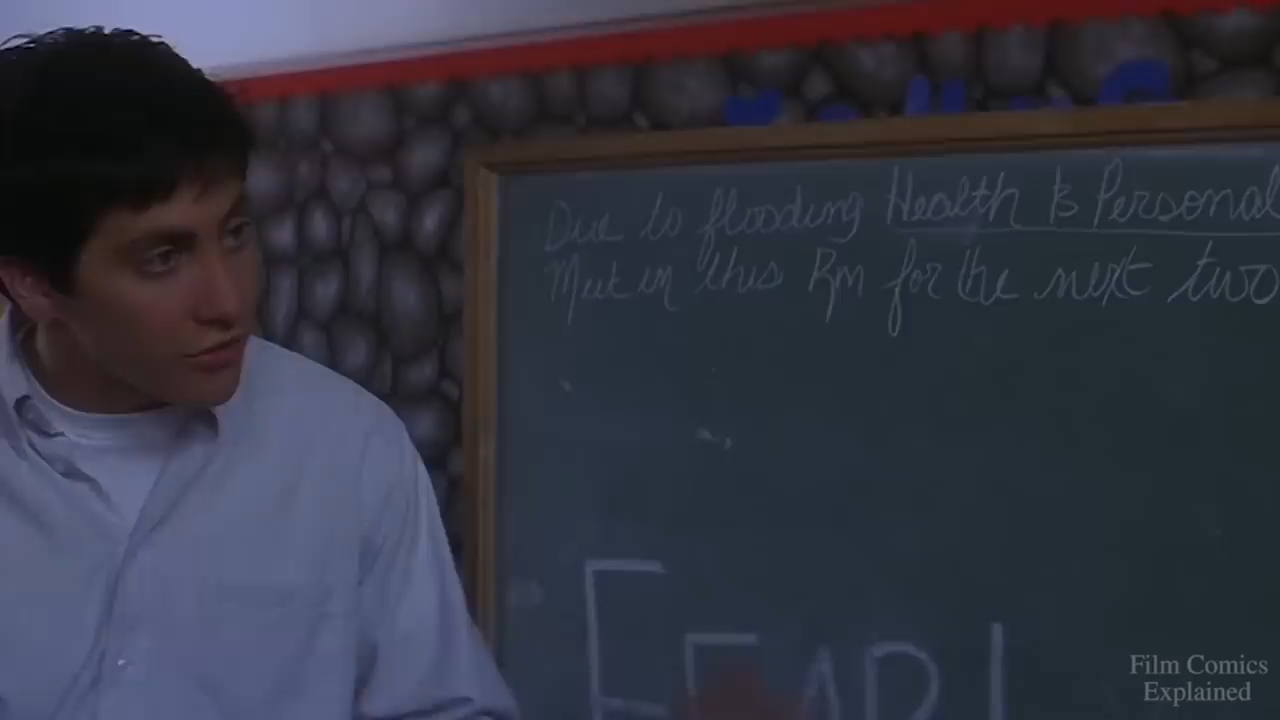 Due to flooding Health & Personal
Meet in this Rm for the next two
FEAR
Film Comics
Explained